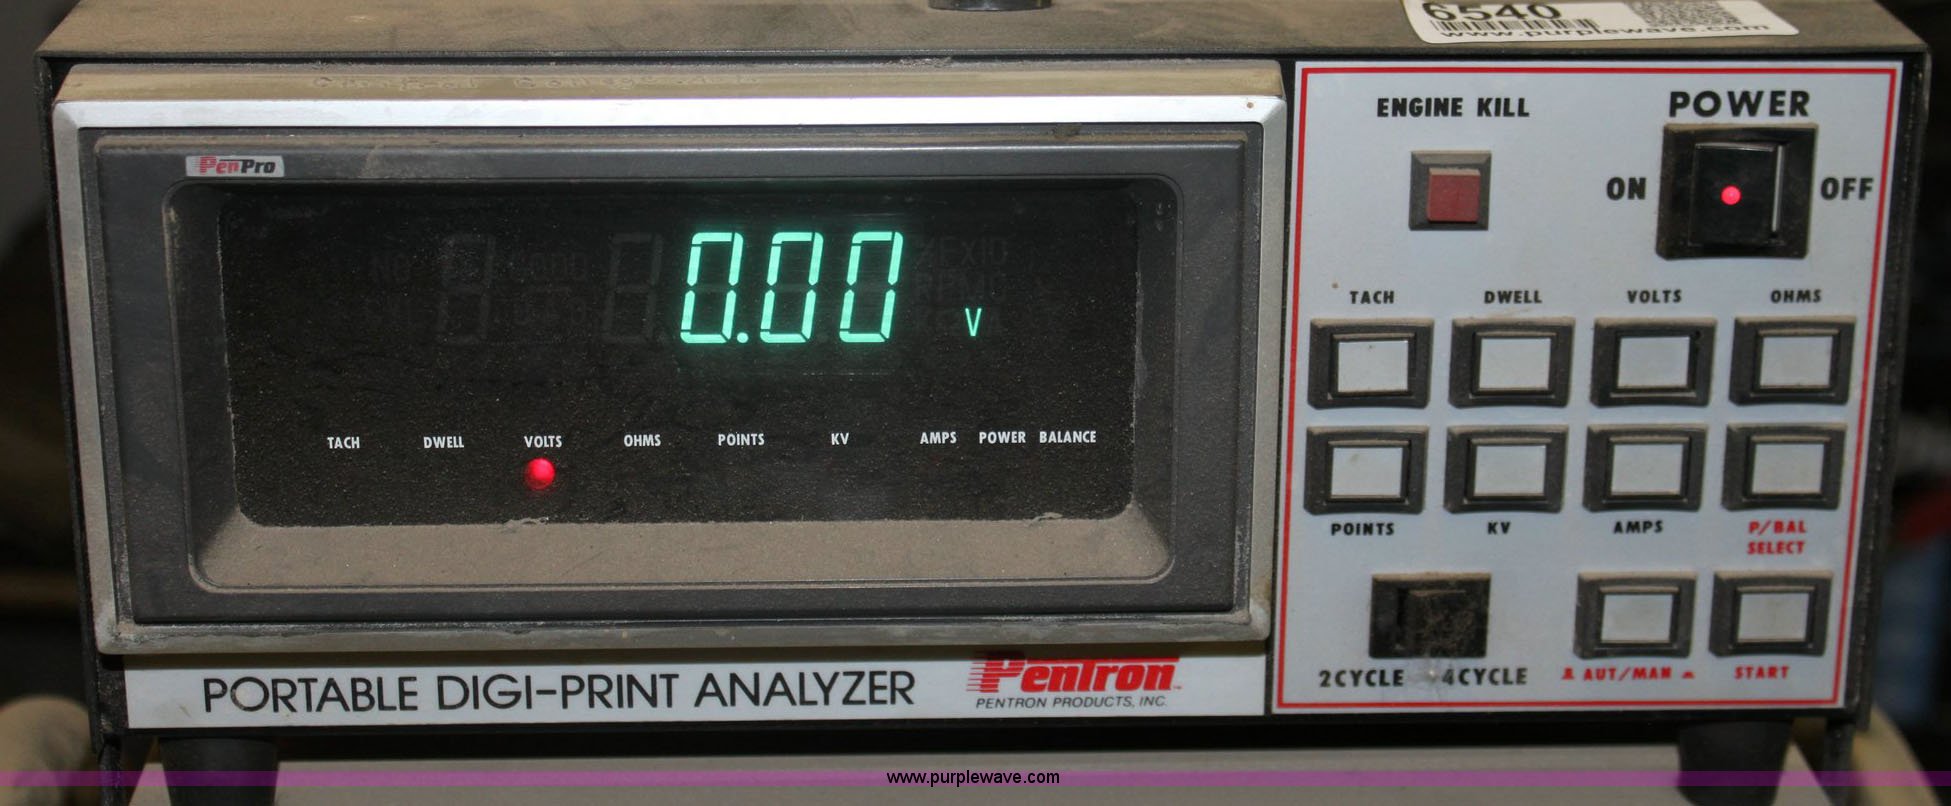 6540
www.purplewave.com
PenPro
ENGINE KILL
POWER
ON
OFF
0.00 V
TACH DWELL VOLTS OHMS
TACH DWELL VOLTS OHMS POINTS KV AMPS POWER BALANCE
POINTS KV AMPS P/BAL
SELECT
2CYCLE 4CYCLE AUT/MAN START
PORTABLE DIGI-PRINT ANALYZER
PenTron
PENTRON PRODUCTS, INC.
www.purplewave.com